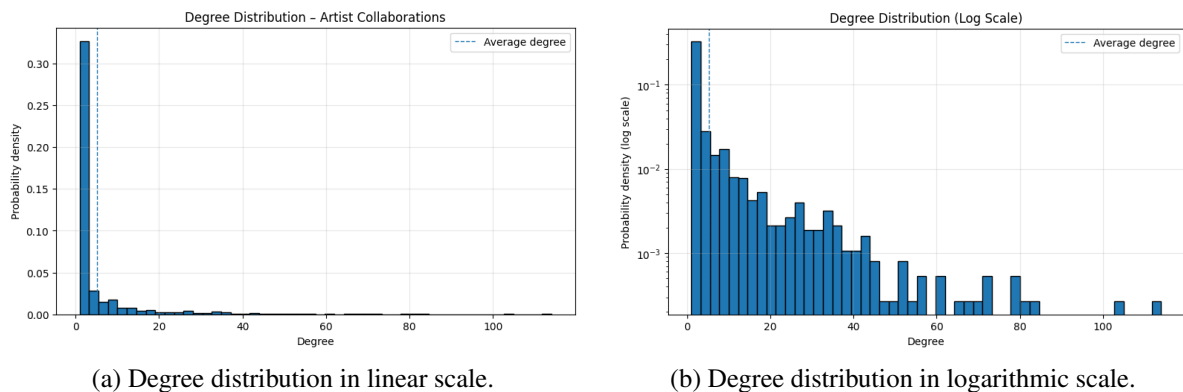 Degree Distribution – Artist Collaborations
Average degree
0.30
0.25
0.20
0.15
0.10
0.05
0.00
Probability density
0 20 40 60 80 100
Degree
(a) Degree distribution in linear scale.
Degree Distribution (Log Scale)
Average degree
10⁻¹
10⁻²
10⁻³
Probability density (log scale)
0 20 40 60 80 100
Degree
(b) Degree distribution in logarithmic scale.